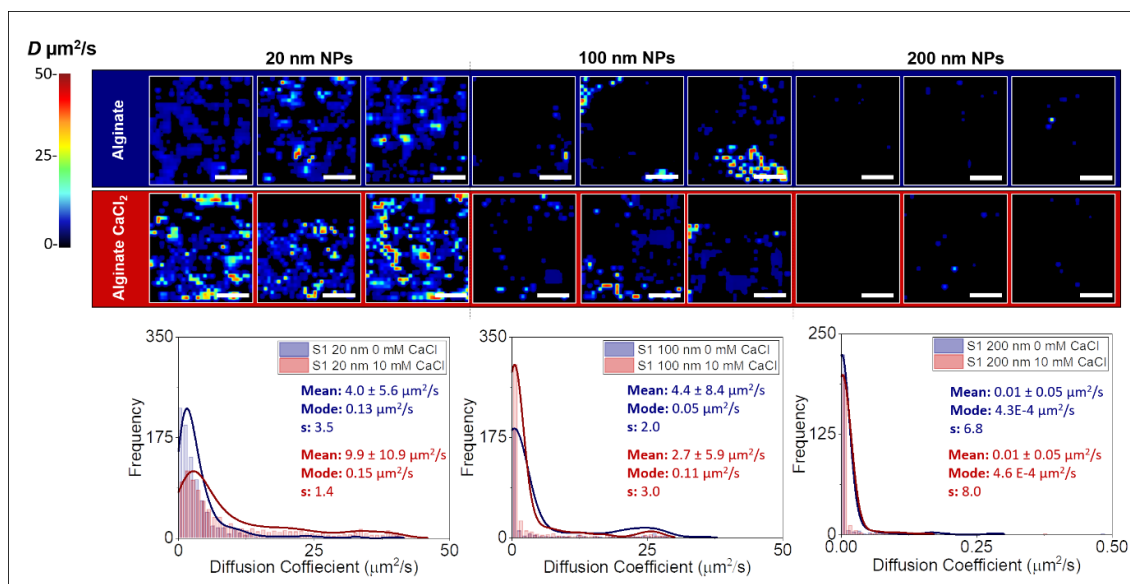 D µm²/s
20 nm NPs 100 nm NPs 200 nm NPs
50-
25-
0-
Alginate
Alginate CaCl₂
350
175
0
Frequency
S1 20 nm 0 mM CaCl
S1 20 nm 10 mM CaCl
Mean: 4.0 ± 5.6 µm²/s
Mode: 0.13 µm²/s
s: 3.5
Mean: 9.9 ± 10.9 µm²/s
Mode: 0.15 µm²/s
s: 1.4
0 25 50
Diffusion Coffiecient (µm²/s)
350
175
0
Frequency
S1 100 nm 0 mM CaCl
S1 100 nm 10 mM CaCl
Mean: 4.4 ± 8.4 µm²/s
Mode: 0.05 µm²/s
s: 2.0
Mean: 2.7 ± 5.9 µm²/s
Mode: 0.11 µm²/s
s: 3.0
0 25 50
Diffusion Coefficient (µm²/s)
250
125
0
Frequency
S1 200 nm 0 mM CaCl
S1 200 nm 10 mM CaCl
Mean: 0.01 ± 0.05 µm²/s
Mode: 4.3E-4 µm²/s
s: 6.8
Mean: 0.01 ± 0.05 µm²/s
Mode: 4.6 E-4 µm²/s
s: 8.0
0.00 0.25 0.50
Diffusion Coefficient (µm²/s)